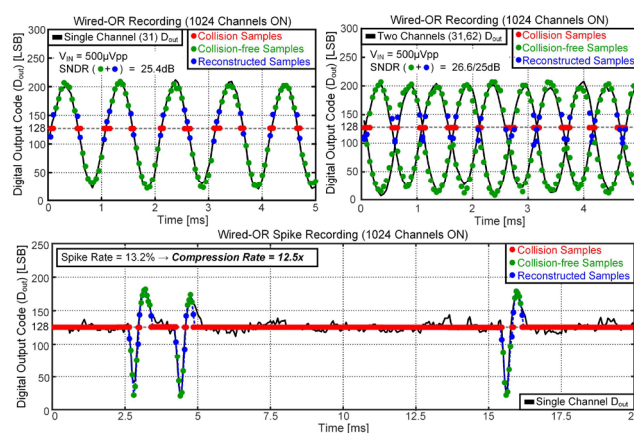 Wired-OR Recording (1024 Channels ON)
Digital Output Code (Dout) [LSB]
300
250
200
150
128
100
50
0
Single Channel (31) Dout
Collision Samples
Collision-free Samples
Reconstructed Samples
VIN = 500µVpp
SNDR (●+●) = 25.4dB
0 1 2 3 4 5
Time [ms]
Wired-OR Recording (1024 Channels ON)
Digital Output Code (Dout) [LSB]
300
250
200
150
128
100
50
0
Two Channels (31,62) Dout
Collision Samples
Collision-free Samples
Reconstructed Samples
VIN = 500µVpp
SNDR (●+●) = 26.6/25dB
0 1 2 3 4 5
Time [ms]
Wired-OR Spike Recording (1024 Channels ON)
Digital Output Code (Dout) [LSB]
250
200
150
128
100
50
0
Spike Rate = 13.2% → Compression Rate = 12.5x
Collision Samples
Collision-free Samples
Reconstructed Samples
Single Channel Dout
0 2.5 5 7.5 10 12.5 15 17.5 20
Time [ms]